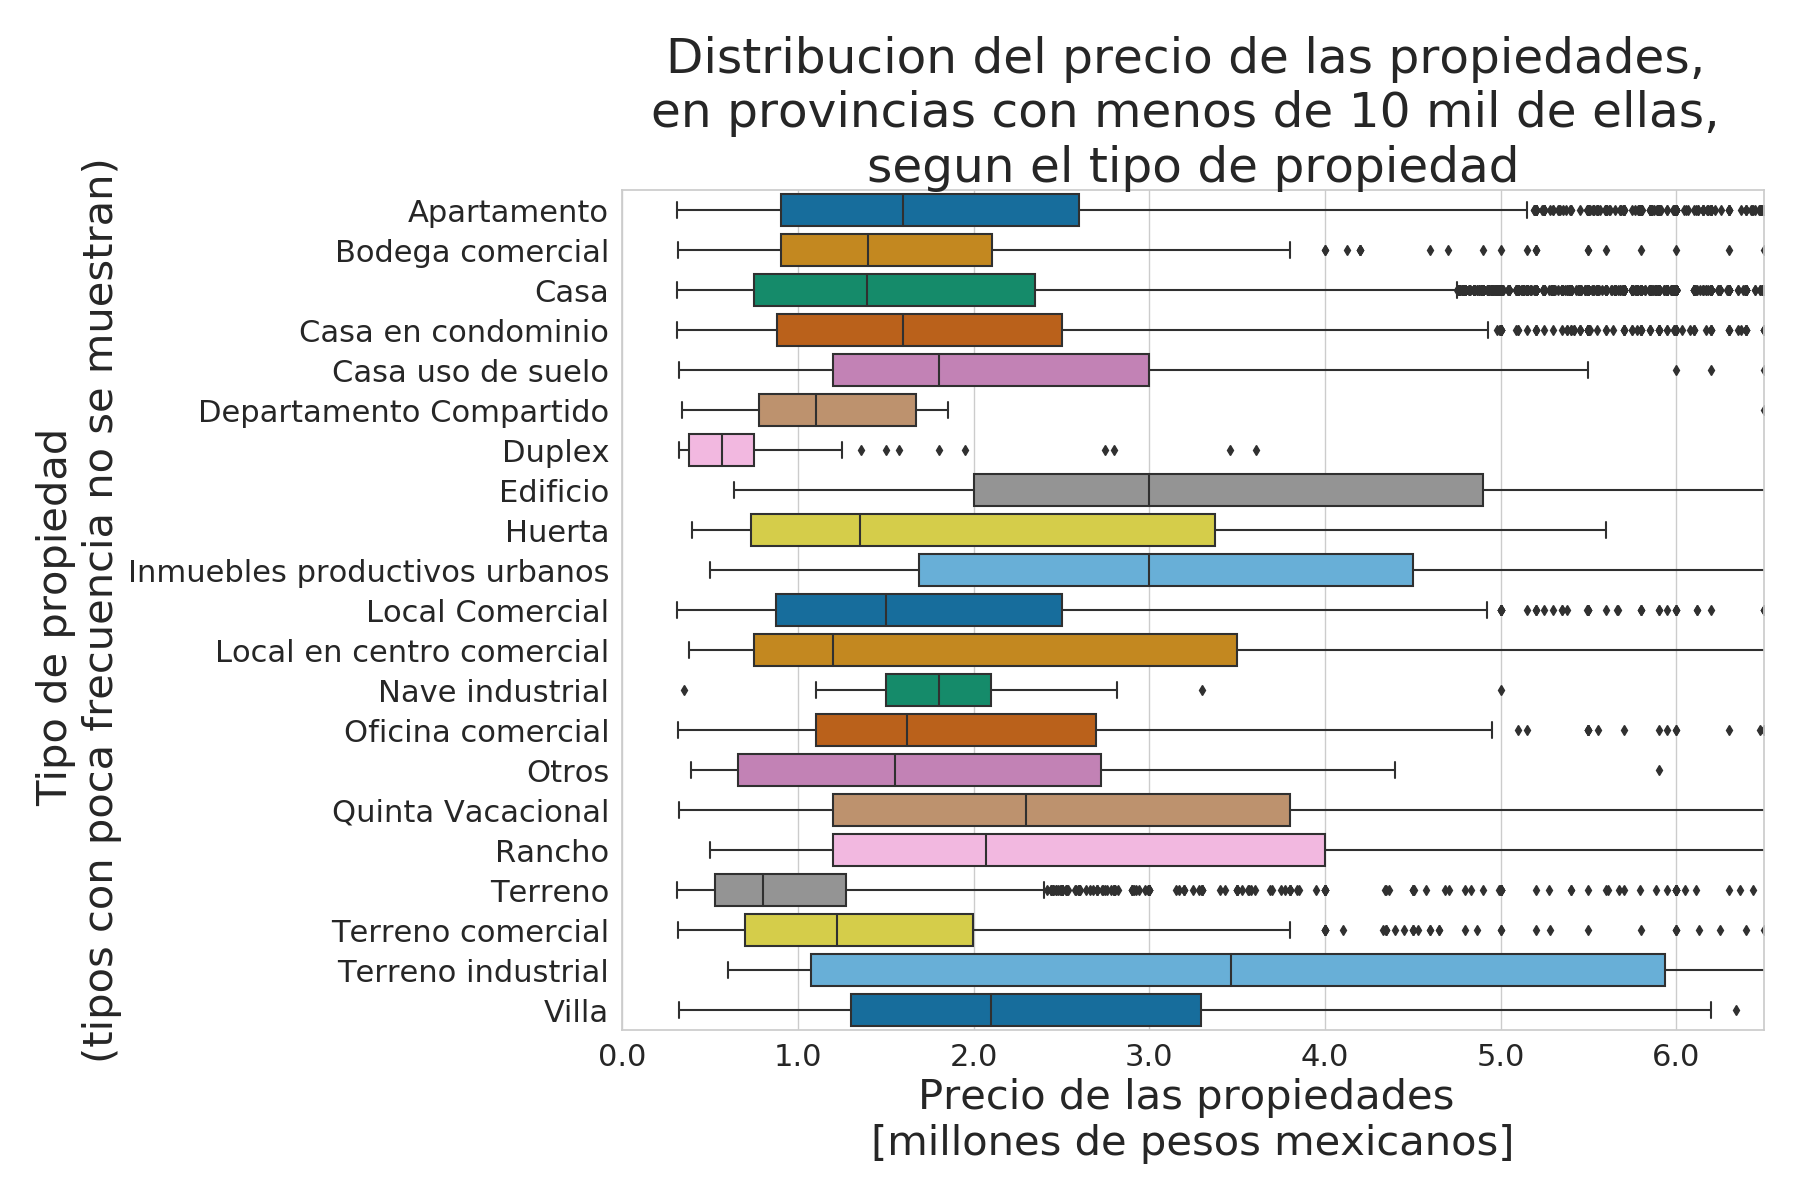 Distribucion del precio de las propiedades,
en provincias con menos de 10 mil de ellas,
segun el tipo de propiedad
Tipo de propiedad
(tipos con poca frecuencia no se muestran)
Apartamento
Bodega comercial
Casa
Casa en condominio
Casa uso de suelo
Departamento Compartido
Duplex
Edificio
Huerta
Inmuebles productivos urbanos
Local Comercial
Local en centro comercial
Nave industrial
Oficina comercial
Otros
Quinta Vacacional
Rancho
Terreno
Terreno comercial
Terreno industrial
Villa
0.0 1.0 2.0 3.0 4.0 5.0 6.0
Precio de las propiedades
[millones de pesos mexicanos]